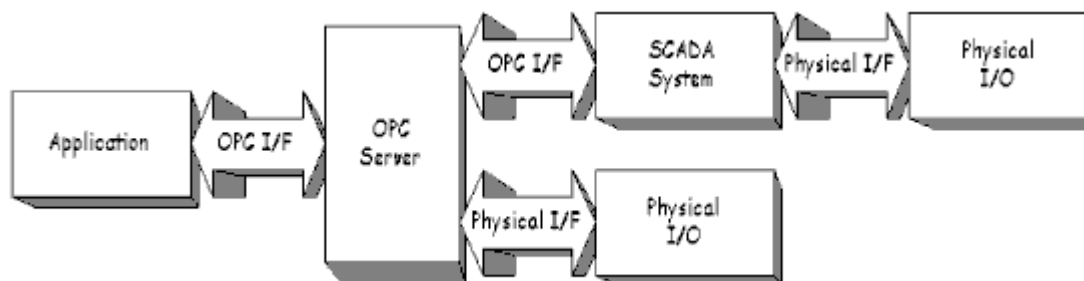 Application
OPC I/F
OPC
Server
OPC I/F
SCADA
System
Physical I/F
Physical
I/O
Physical I/F
Physical
I/O